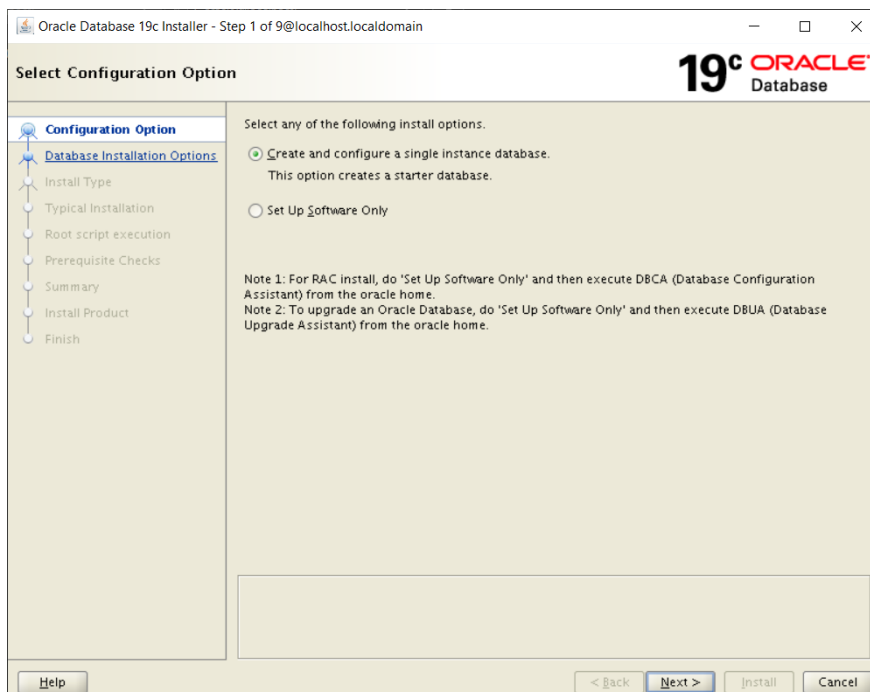 Oracle Database 19c Installer - Step 1 of 9@localhost.localdomain
Select Configuration Option
19c ORACLE
Database
Configuration Option
Database Installation Options
Install Type
Typical Installation
Root script execution
Prerequisite Checks
Summary
Install Product
Finish
Select any of the following install options.
Create and configure a single instance database.
This option creates a starter database.
Set Up Software Only
Note 1: For RAC install, do 'Set Up Software Only' and then execute DBCA (Database Configuration
Assistant) from the oracle home.
Note 2: To upgrade an Oracle Database, do 'Set Up Software Only' and then execute DBUA (Database
Upgrade Assistant) from the oracle home.
Help
< Back
Next >
Install
Cancel